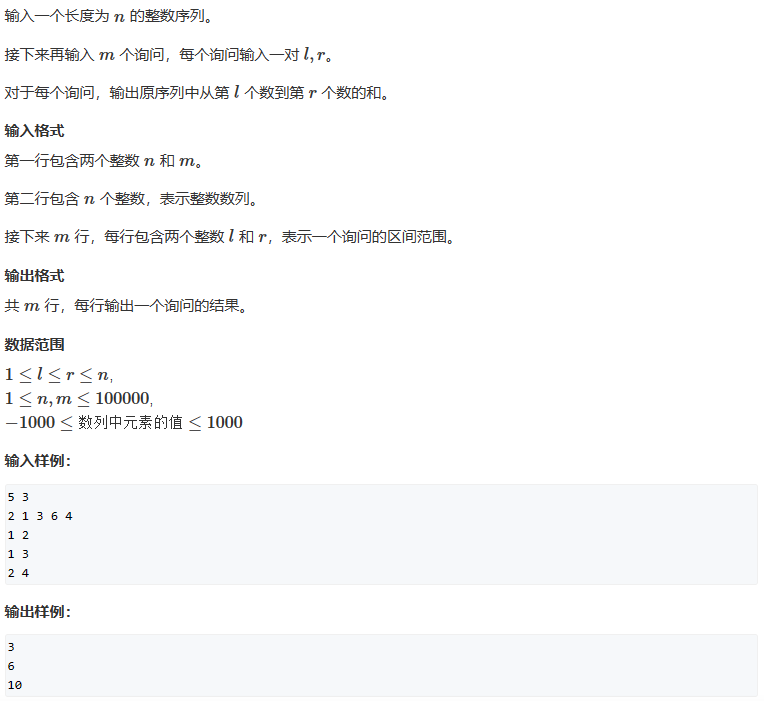 输入一个长度为 n 的整数序列。
接下来再输入 m 个询问，每个询问输入一对 l, r。
对于每个询问，输出原序列中从第 l 个数到第 r 个数的和。
输入格式
第一行包含两个整数 n 和 m。
第二行包含 n 个整数，表示整数数列。
接下来 m 行，每行包含两个整数 l 和 r，表示一个询问的区间范围。
输出格式
共 m 行，每行输出一个询问的结果。
数据范围
1 ≤ l ≤ r ≤ n,
1 ≤ n, m ≤ 100000,
−1000 ≤ 数列中元素的值 ≤ 1000
输入样例：
5 3
2 1 3 6 4
1 2
1 3
2 4
输出样例：
3
6
10